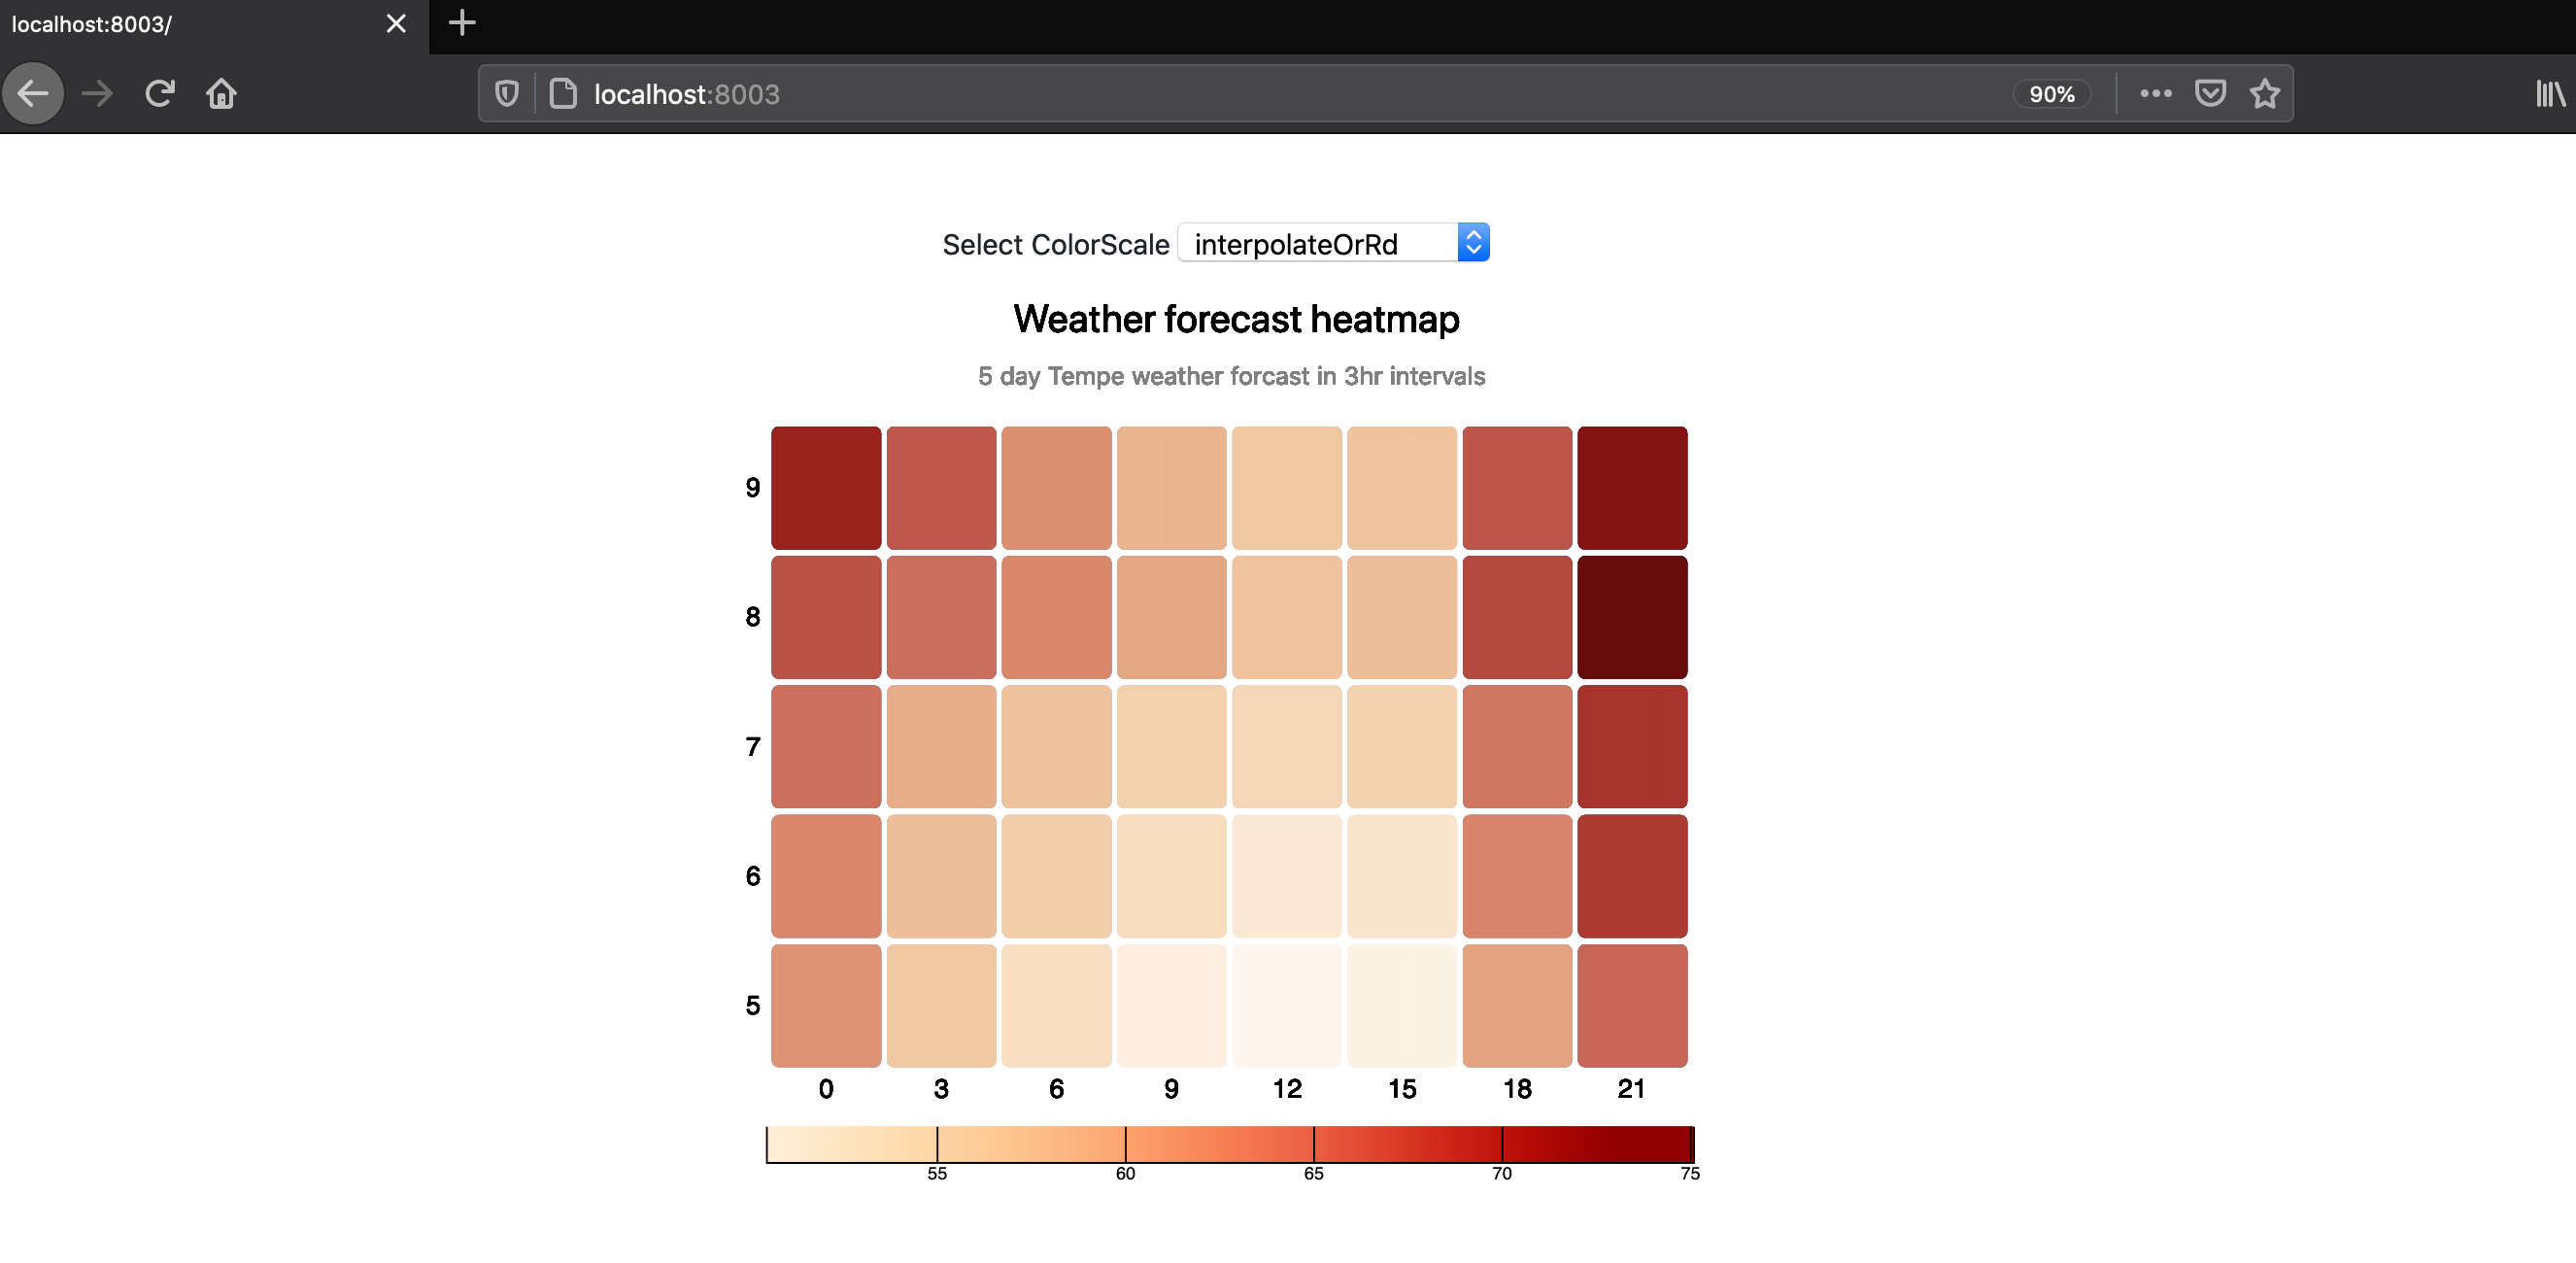 localhost:8003/
localhost:8003
90%
Select ColorScale interpolateOrRd
Weather forecast heatmap
5 day Tempe weather forcast in 3hr intervals
9
8
7
6
5
0 3 6 9 12 15 18 21
55 60 65 70 75